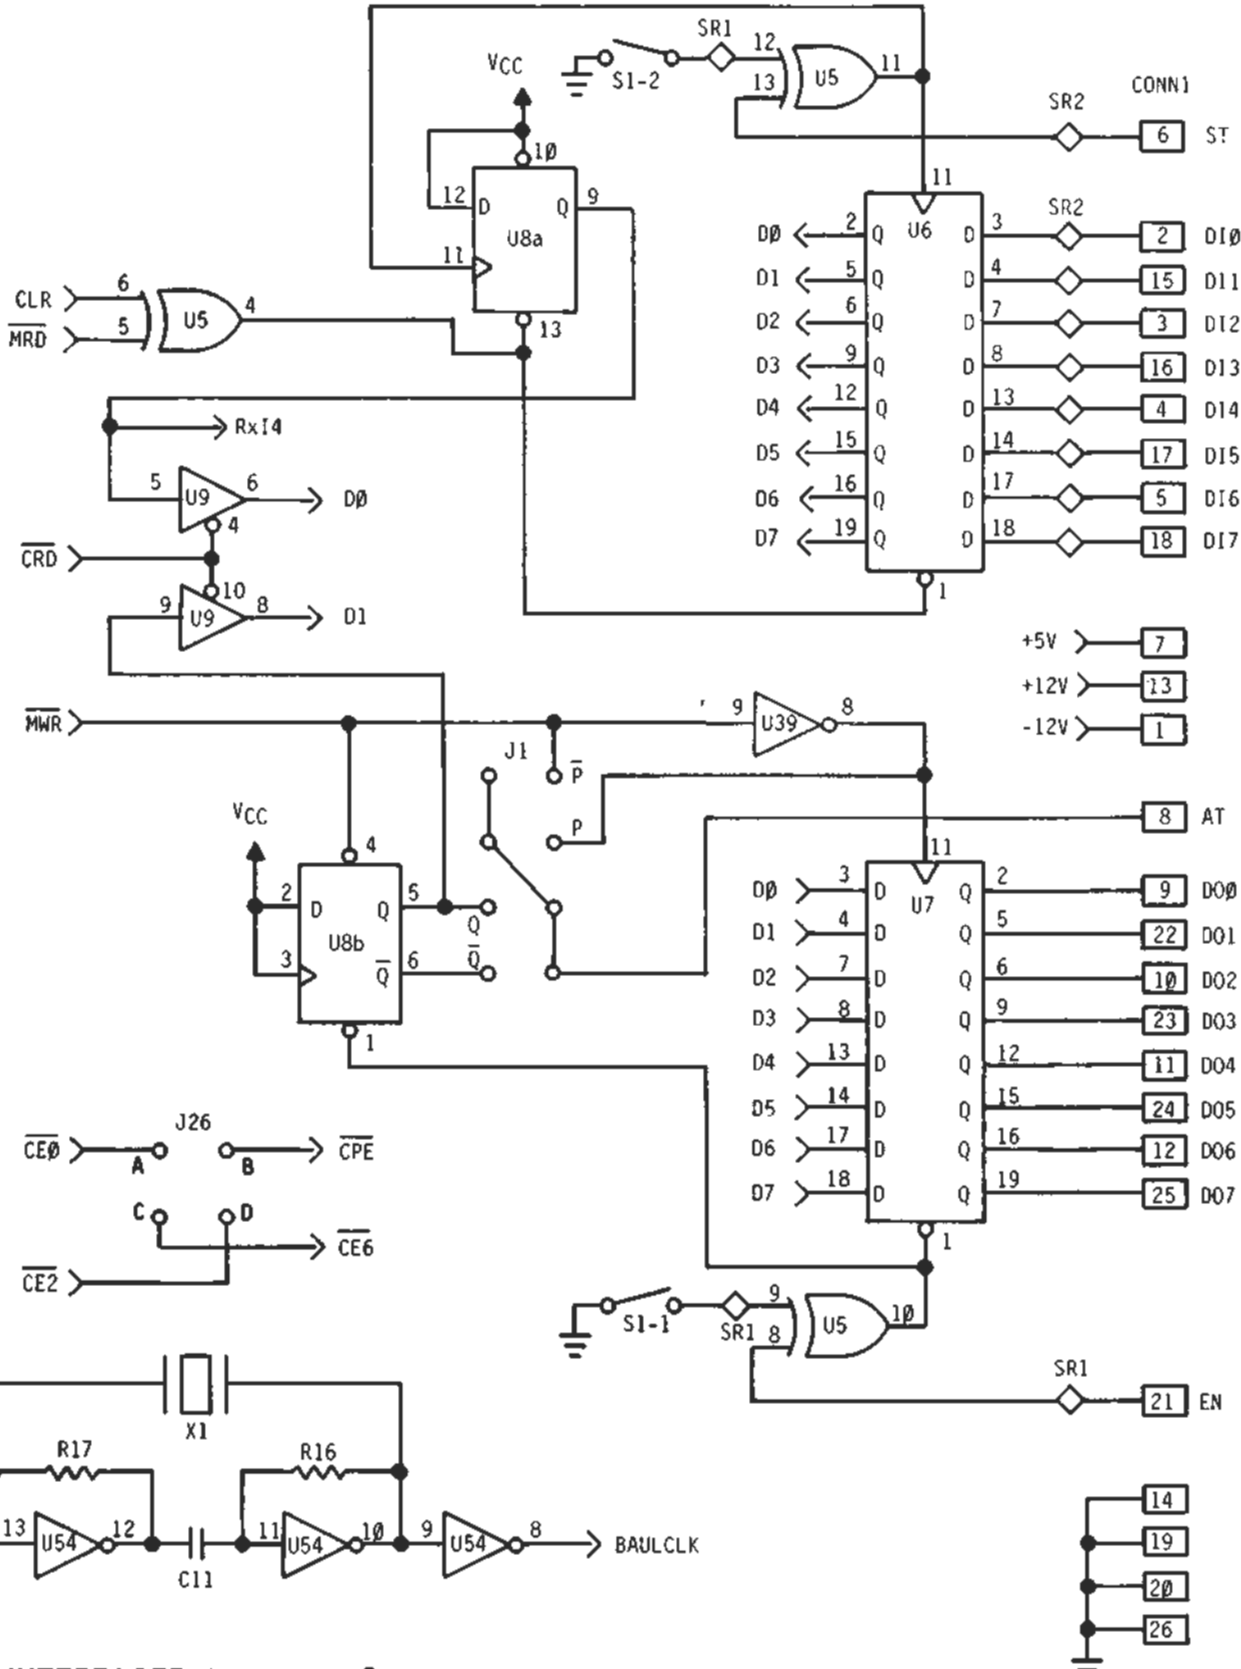 SR1
12
11
VCC
S1-2
13
U5
CONN1
SR2
6 ST
10
11
12 D Q 9
U8a
U6
SR2
D0 2 Q D 3 2 DI0
11
D1 5 Q D 4 15 DI1
CLR 6
4
U5
MRD 5
13
D2 6 Q D 7 3 DI2
D3 9 Q D 8 16 DI3
D4 12 Q D 13 4 DI4
RxI4
D5 15 Q D 14 17 DI5
5 U9 6 D0
4
D6 16 Q D 17 5 DI6
D7 19 Q D 18 18 DI7
CRD
10
1
9 U9 8 D1
+5V 7
+12V 13
-12V 1
MWR
9 U39 8
J1
P
P
VCC
4
8 AT
11
U7
2 D Q 5 Q
U8b
3 Q 6 Q
1
D0 3 D Q 2 9 DO0
D1 4 D Q 5 22 DO1
D2 7 D Q 6 10 DO2
D3 8 D Q 9 23 DO3
D4 13 D Q 12 11 DO4
D5 14 D Q 15 24 DO5
D6 17 D Q 16 12 DO6
D7 18 D Q 19 25 DO7
1
J26
CE0 A B CPE
C D
CE6
CE2
S1-1
SR1
9
8
U5
10
SR1
21 EN
X1
R17
R16
13 U54 12
C11
11 U54 10
9 U54 8 BAULCLK
14
19
20
26